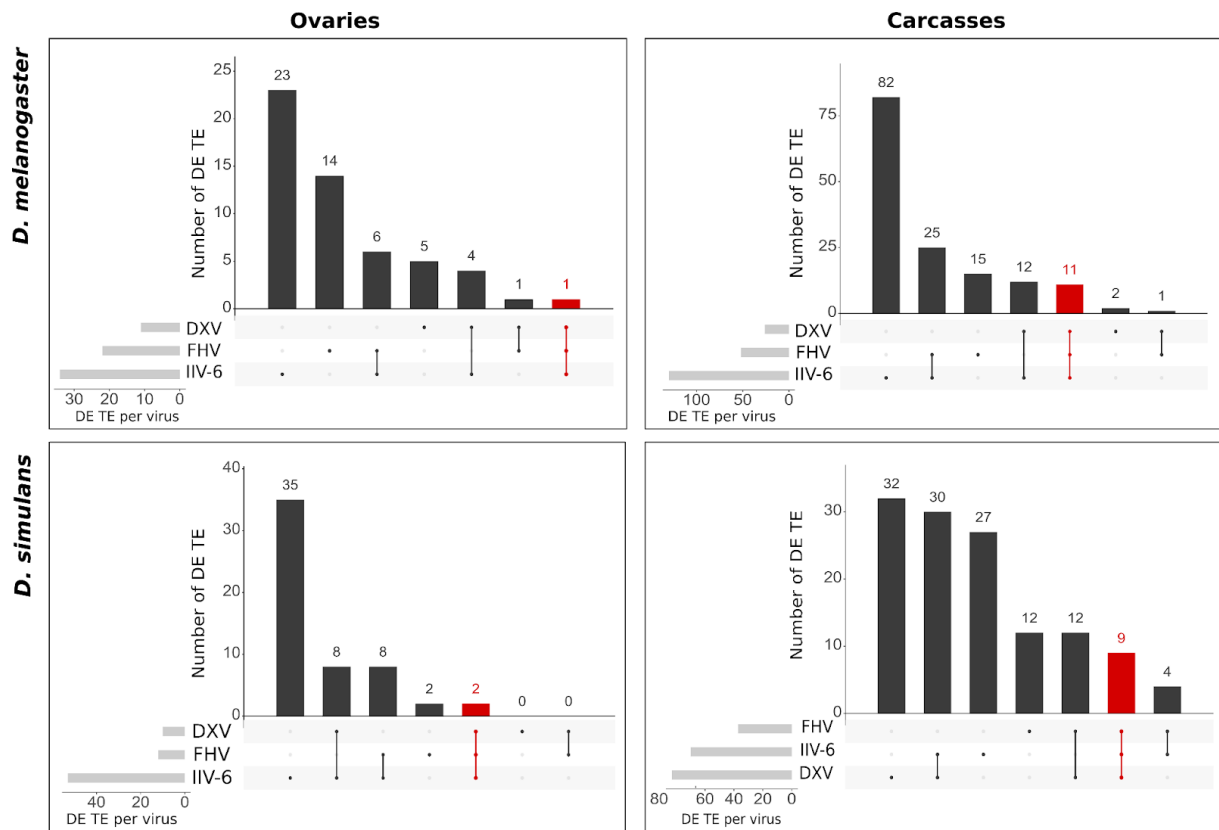 Ovaries
Carcasses
D. melanogaster
Number of DE TE
25
20
15
10
5
0
23
14
6
5
4
1
1
DXV
FHV
IIV-6
30 20 10 0
DE TE per virus
Number of DE TE
75
50
25
0
82
25
15
12
11
2
1
DXV
FHV
IIV-6
100 50 0
DE TE per virus
D. simulans
Number of DE TE
40
30
20
10
0
35
8
8
2
2
0
0
DXV
FHV
IIV-6
40 20 0
DE TE per virus
Number of DE TE
30
20
10
0
32
30
27
12
12
9
4
FHV
IIV-6
DXV
80 60 40 20 0
DE TE per virus